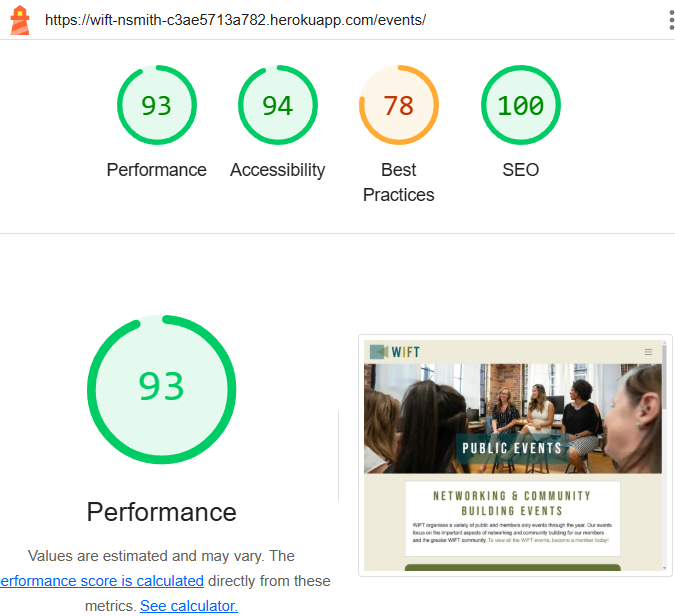 https://wift-nsmith-c3ae5713a782.herokuapp.com/events/
93
94
78
100
Performance
Accessibility
Best
Practices
SEO
93
Performance
Values are estimated and may vary. The
erformance score is calculated directly from these
metrics. See calculator.
WIFT
PUBLIC EVENTS
NETWORKING & COMMUNITY
BUILDING EVENTS
WIFT organises a variety of public and members only events through the year. Our events
focus on the important aspects of networking and community building for our members
and the greater WIFT community. To view all the WIFT events, become a member today!